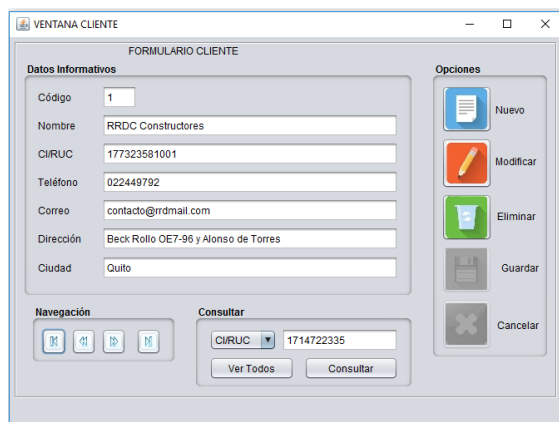 VENTANA CLIENTE
FORMULARIO CLIENTE
Datos Informativos
Código 1
Nombre RRDC Constructores
CI/RUC 177323581001
Teléfono 022449792
Correo contacto@rrdmail.com
Dirección Beck Rollo OE7-96 y Alonso de Torres
Ciudad Quito
Opciones
Nuevo
Modificar
Eliminar
Guardar
Cancelar
Navegación
Consultar
CI/RUC 1714722335
Ver Todos Consultar